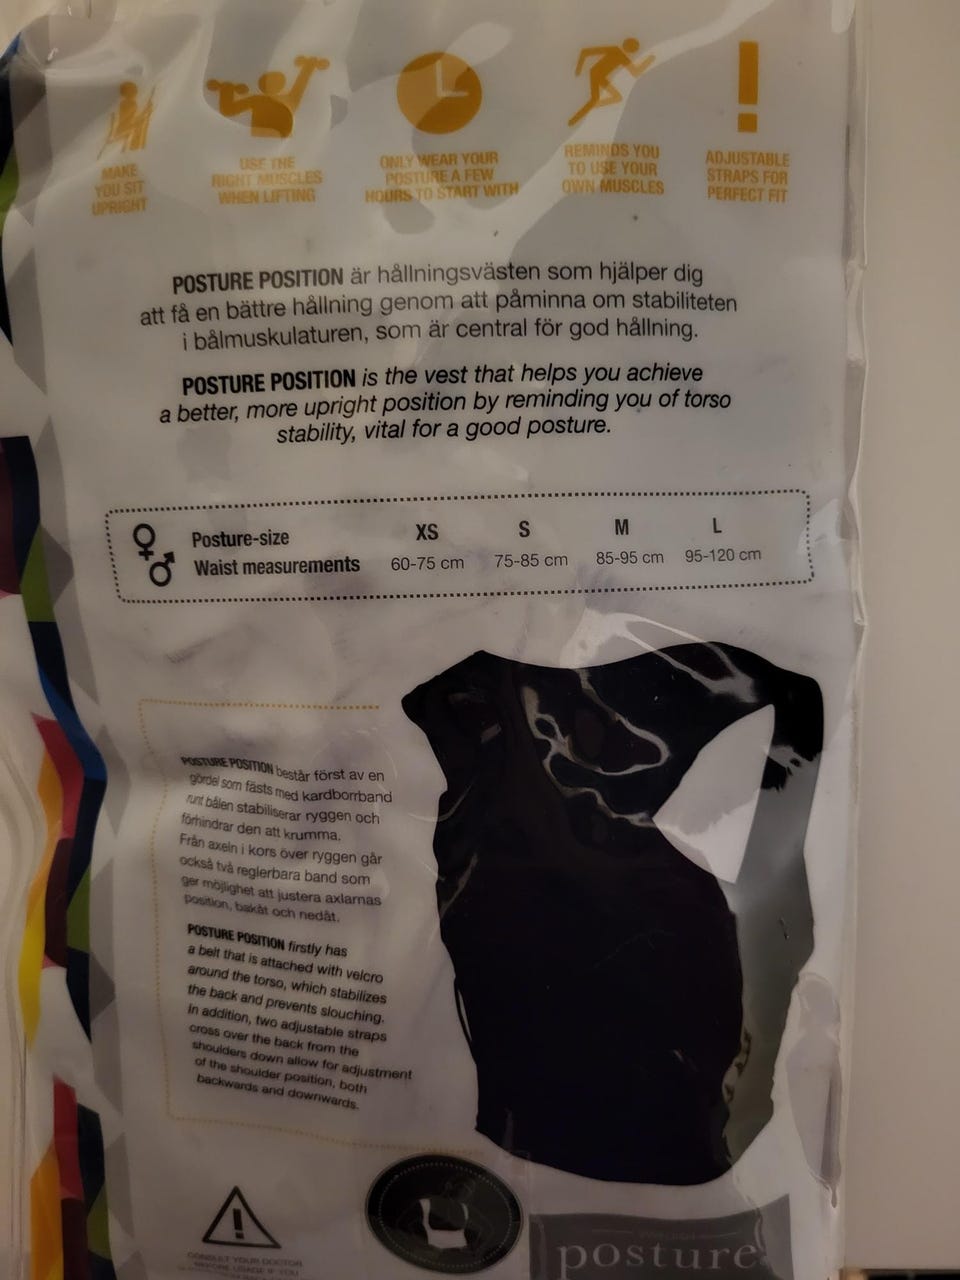 MAKE
YOU SIT
UPRIGHT
USE THE
RIGHT MUSCLES
WHEN LIFTING
ONLY WEAR YOUR
POSTURE A FEW
HOURS TO START WITH
REMINDS YOU
TO USE YOUR
OWN MUSCLES
ADJUSTABLE
STRAPS FOR
PERFECT FIT
POSTURE POSITION är hållningsvästen som hjälper dig
att få en bättre hållning genom att påminna om stabiliteten
i bålmuskulaturen, som är central för god hållning.
POSTURE POSITION is the vest that helps you achieve
a better, more upright position by reminding you of torso
stability, vital for a good posture.
Posture-size XS S M L
Waist measurements 60-75 cm 75-85 cm 85-95 cm 95-120 cm
POSTURE POSITION består först av en
gördel som fästs med kardborrband
runt bålen stabiliserar ryggen och
förhindrar den att krumma.
Från axeln i kors över ryggen går
också två reglerbara band som
ger möjlighet att justera axlarnas
position, bakåt och nedåt.
POSTURE POSITION firstly has
a belt that is attached with velcro
around the torso, which stabilizes
the back and prevents slouching.
In addition, two adjustable straps
cross over the back from the
shoulders down allow for adjustment
of the shoulder position, both
backwards and downwards.
CONSULT YOUR DOCTOR
BEFORE USAGE IF YOU
posture